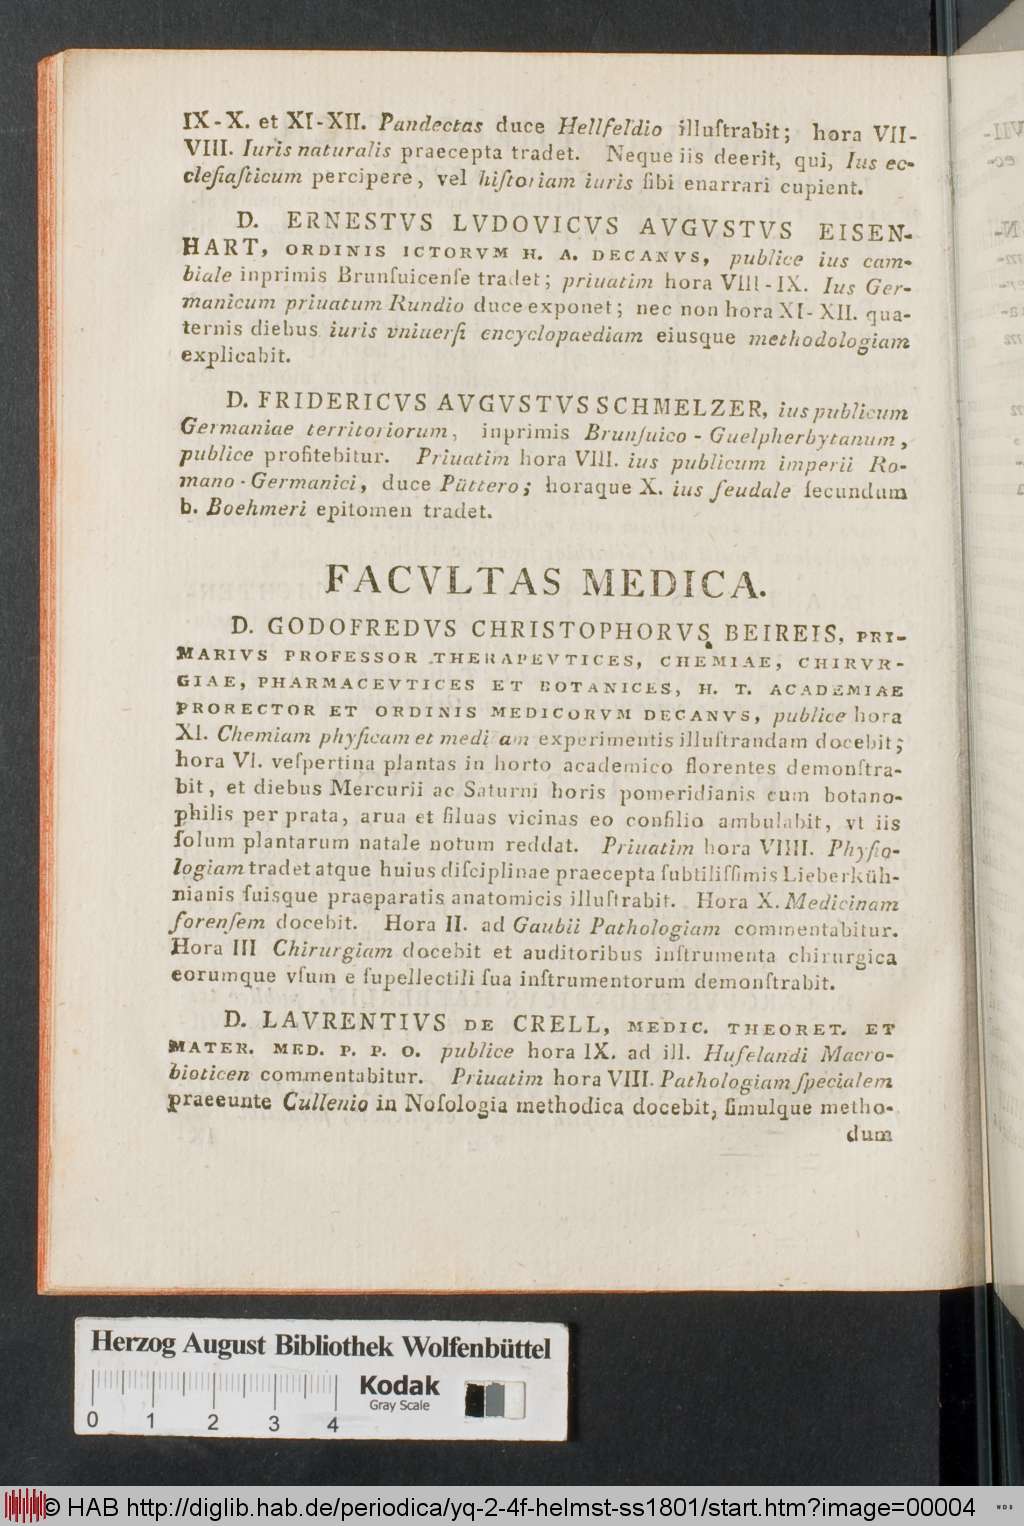 IX-X. et XI-XII. Pandectas duce Hellfeldio illuſtrabit; hora VII-
VIII. Iuris naturalis praecepta tradet. Neque iis deerit, qui, Ius ec-
cleſiaſticum percipere, vel hiſtoriam iuris ſibi enarrari cupient.
D. ERNESTVS LVDOVICVS AVGVSTVS EISEN-
HART, ORDINIS ICTORVM H. A. DECANVS, publice ius cam-
biale inprimis Brunſuicenſe tradet; priuatim hora VIII-IX. Ius Ger-
manicum priuatum Rundio duce exponet; nec non hora XI-XII. qua-
ternis diebus iuris vniuerſi encyclopaediam eiusque methodologiam
explicabit.
D. FRIDERICVS AVGVSTVS SCHMELZER, ius publicum
Germaniae territoriorum, inprimis Brunſuico-Guelpherbytanum,
publice profitebitur. Priuatim hora VIII. ius publicum imperii Ro-
mano-Germanici, duce Püttero; horaque X. ius feudale ſecundum
b. Boehmeri epitomen tradet.
FACVLTAS MEDICA.
D. GODOFREDVS CHRISTOPHORVS BEIREIS, PRI-
MARIVS PROFESSOR THERAPEVTICES, CHEMIAE, CHIRVR-
GIAE, PHARMACEVTICES ET BOTANICES, H. T. ACADEMIAE
PRORECTOR ET ORDINIS MEDICORVM DECANVS, publice hora
XI. Chemiam phyſicam et medicam experimentis illuſtrandam docebit;
hora VI. veſpertina plantas in horto academico florentes demonſtra-
bit, et diebus Mercurii ac Saturni horis pomeridianis cum botano-
philis per prata, arua et ſiluas vicinas eo conſilio ambulabit, vt iis
ſolum plantarum natale notum reddat. Priuatim hora VIIII. Phyſio-
logiam tradet atque huius diſciplinae praecepta ſubtiliſſimis Lieberküh-
nianis ſuisque praeparatis anatomicis illuſtrabit. Hora X. Medicinam
forenſem docebit. Hora II. ad Gaubii Pathologiam commentabitur.
Hora III Chirurgiam docebit et auditoribus inſtrumenta chirurgica
eorumque vſum e ſupellectili ſua inſtrumentorum demonſtrabit.
D. LAVRENTIVS DE CRELL, MEDIC. THEORET. ET
MATER. MED. P. P. O. publice hora IX. ad ill. Hufelandi Macro-
bioticen commentabitur. Priuatim hora VIII. Pathologiam ſpecialem
praeeunte Cullenio in Noſologia methodica docebit, ſimulque metho-
dum
Herzog August Bibliothek Wolfenbüttel
Kodak
Gray Scale
0 1 2 3 4
© HAB http://diglib.hab.de/periodica/yq-2-4f-helmst-ss1801/start.htm?image=00004